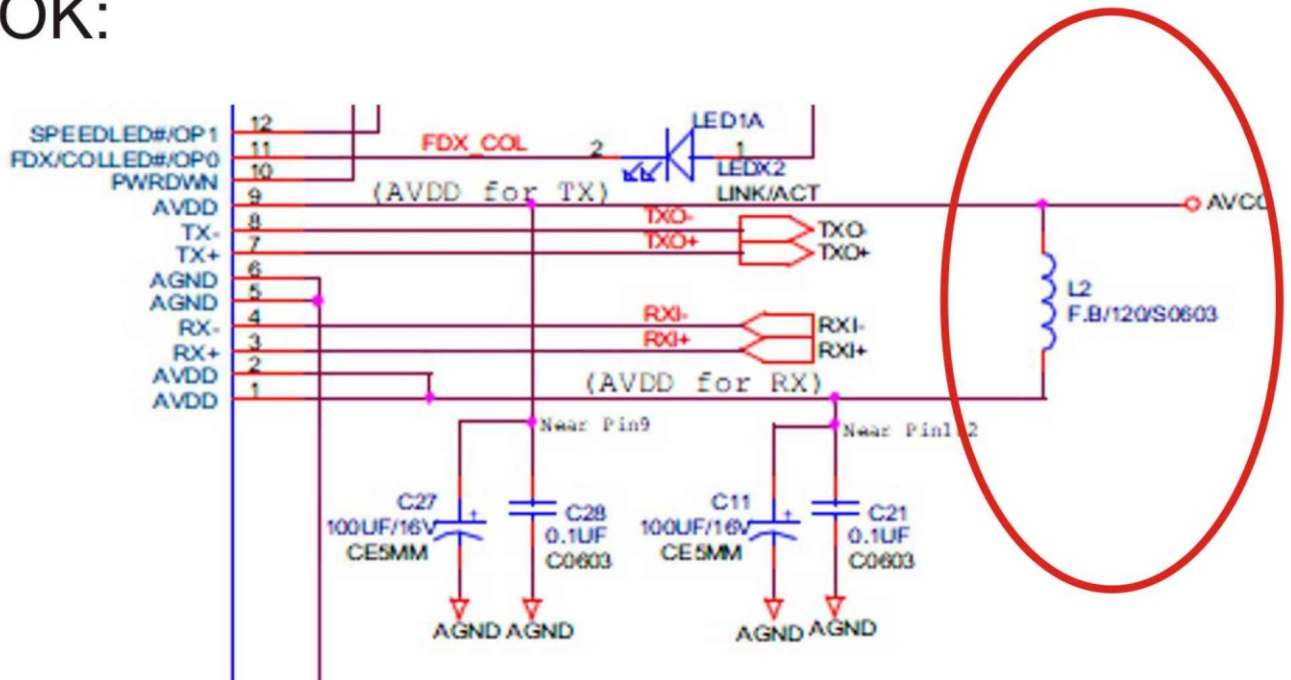 OK:
SPEEDLED#/OP1 12
FDX/COLLED#/OP0 11 FDX_COL 2 1 LED1A
PWRDWN 10 LEDX2
LINK/ACT
AVDD 9 (AVDD for TX) AVCC
TX- 8 TXO- TXO-
TX+ 7 TXO+ TXO+
AGND 6
AGND 5
L2
F.B/120/S0603
RX- 4 RXI- RXI-
RX+ 3 RXI+ RXI+
AVDD 2 (AVDD for RX)
AVDD 1
Near Pin9
C27
100UF/16V
CE5MM
+
C28
0.1UF
C0603
C11
100UF/16V
CE5MM
+
C21
0.1UF
C0603
AGND AGND
AGND AGND